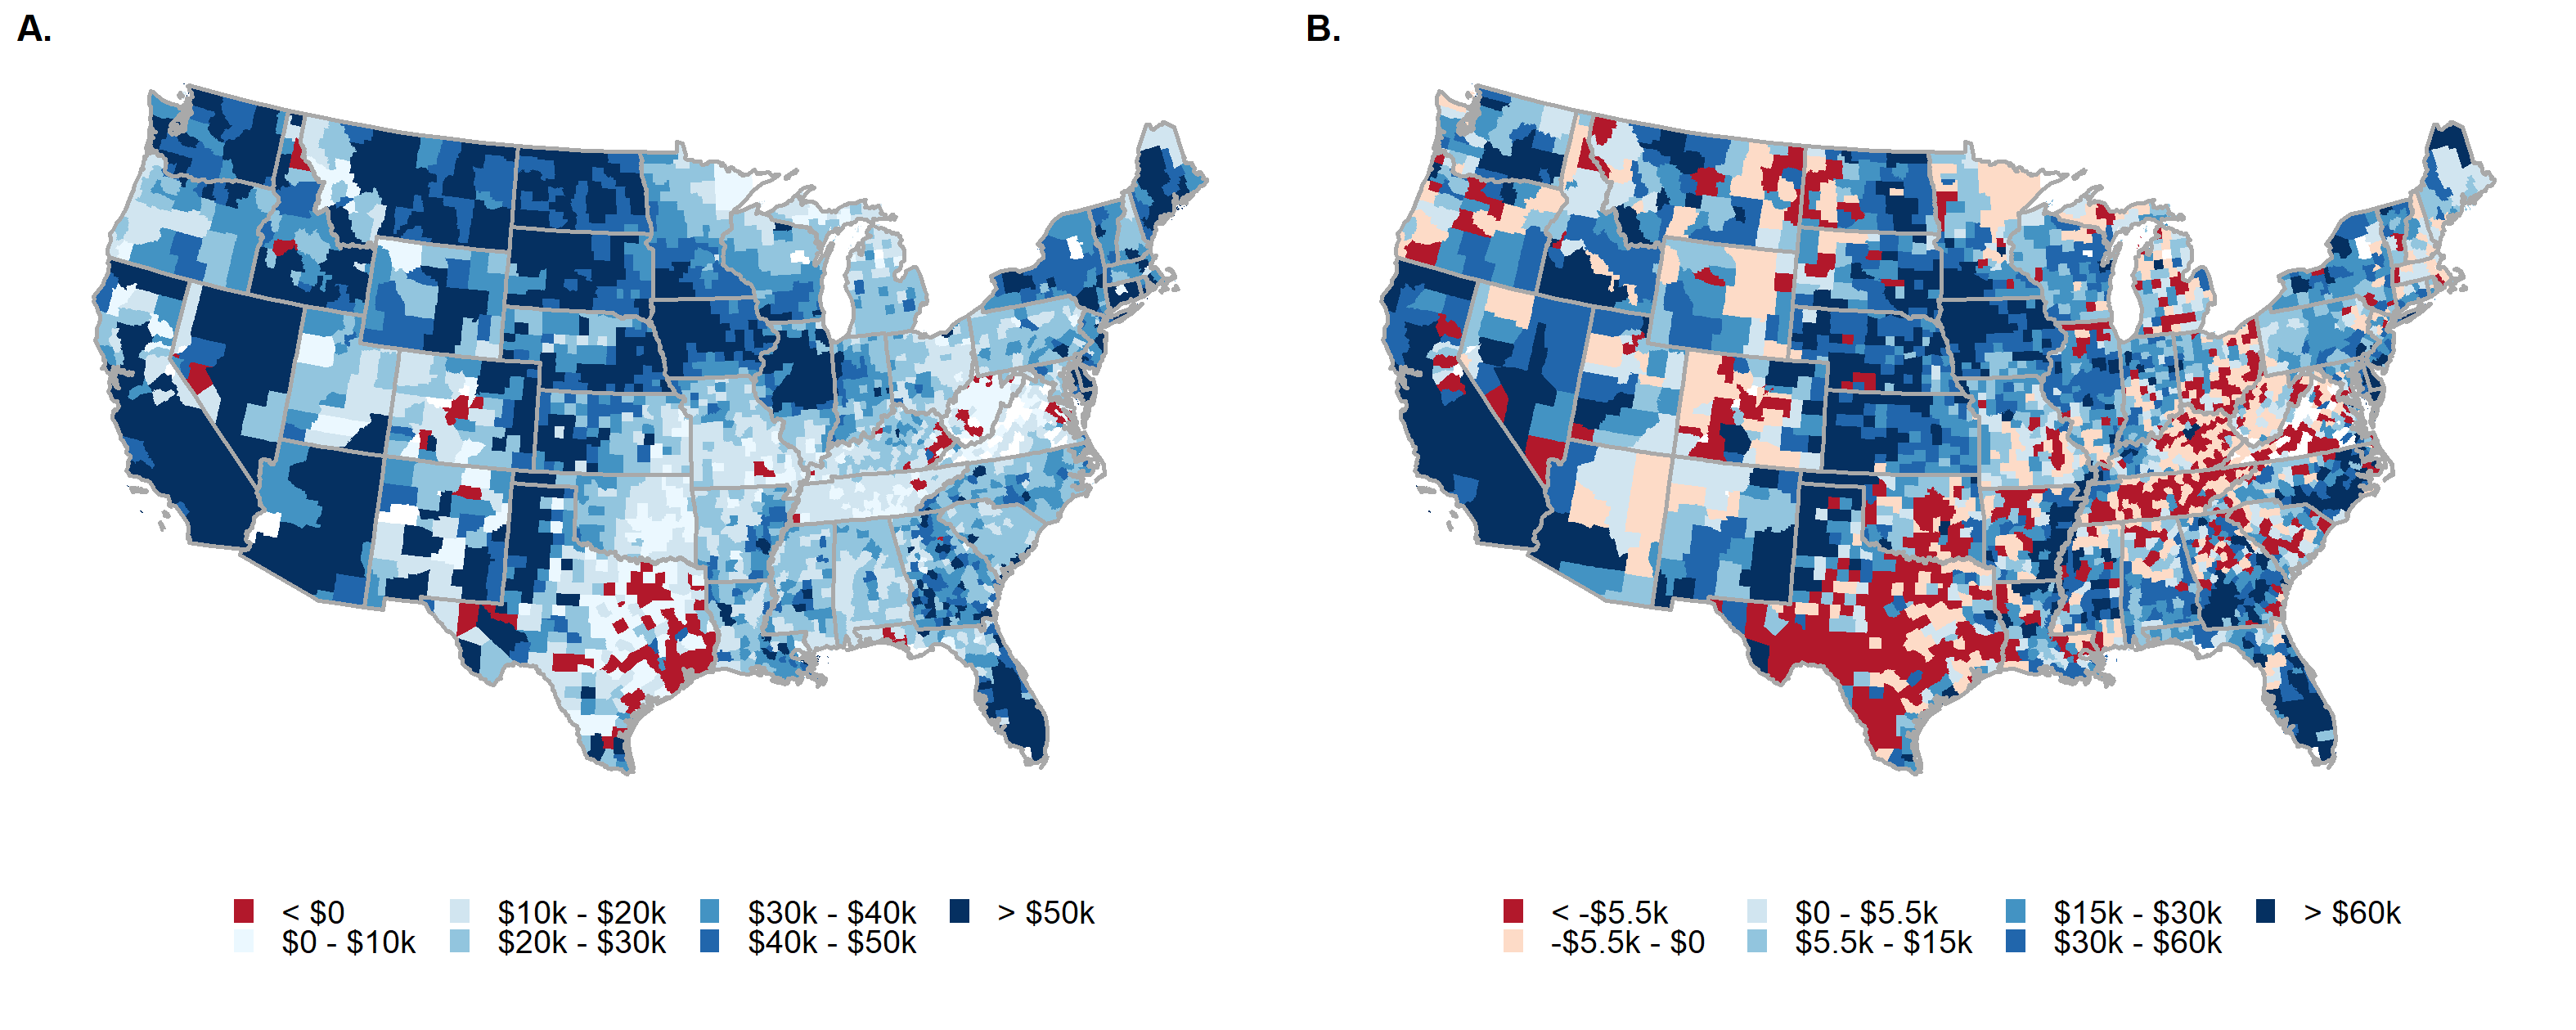 A.
B.
< $0
$10k - $20k
$30k - $40k
> $50k
$0 - $10k
$20k - $30k
$40k - $50k
< -$5.5k
$0 - $5.5k
$15k - $30k
> $60k
-$5.5k - $0
$5.5k - $15k
$30k - $60k